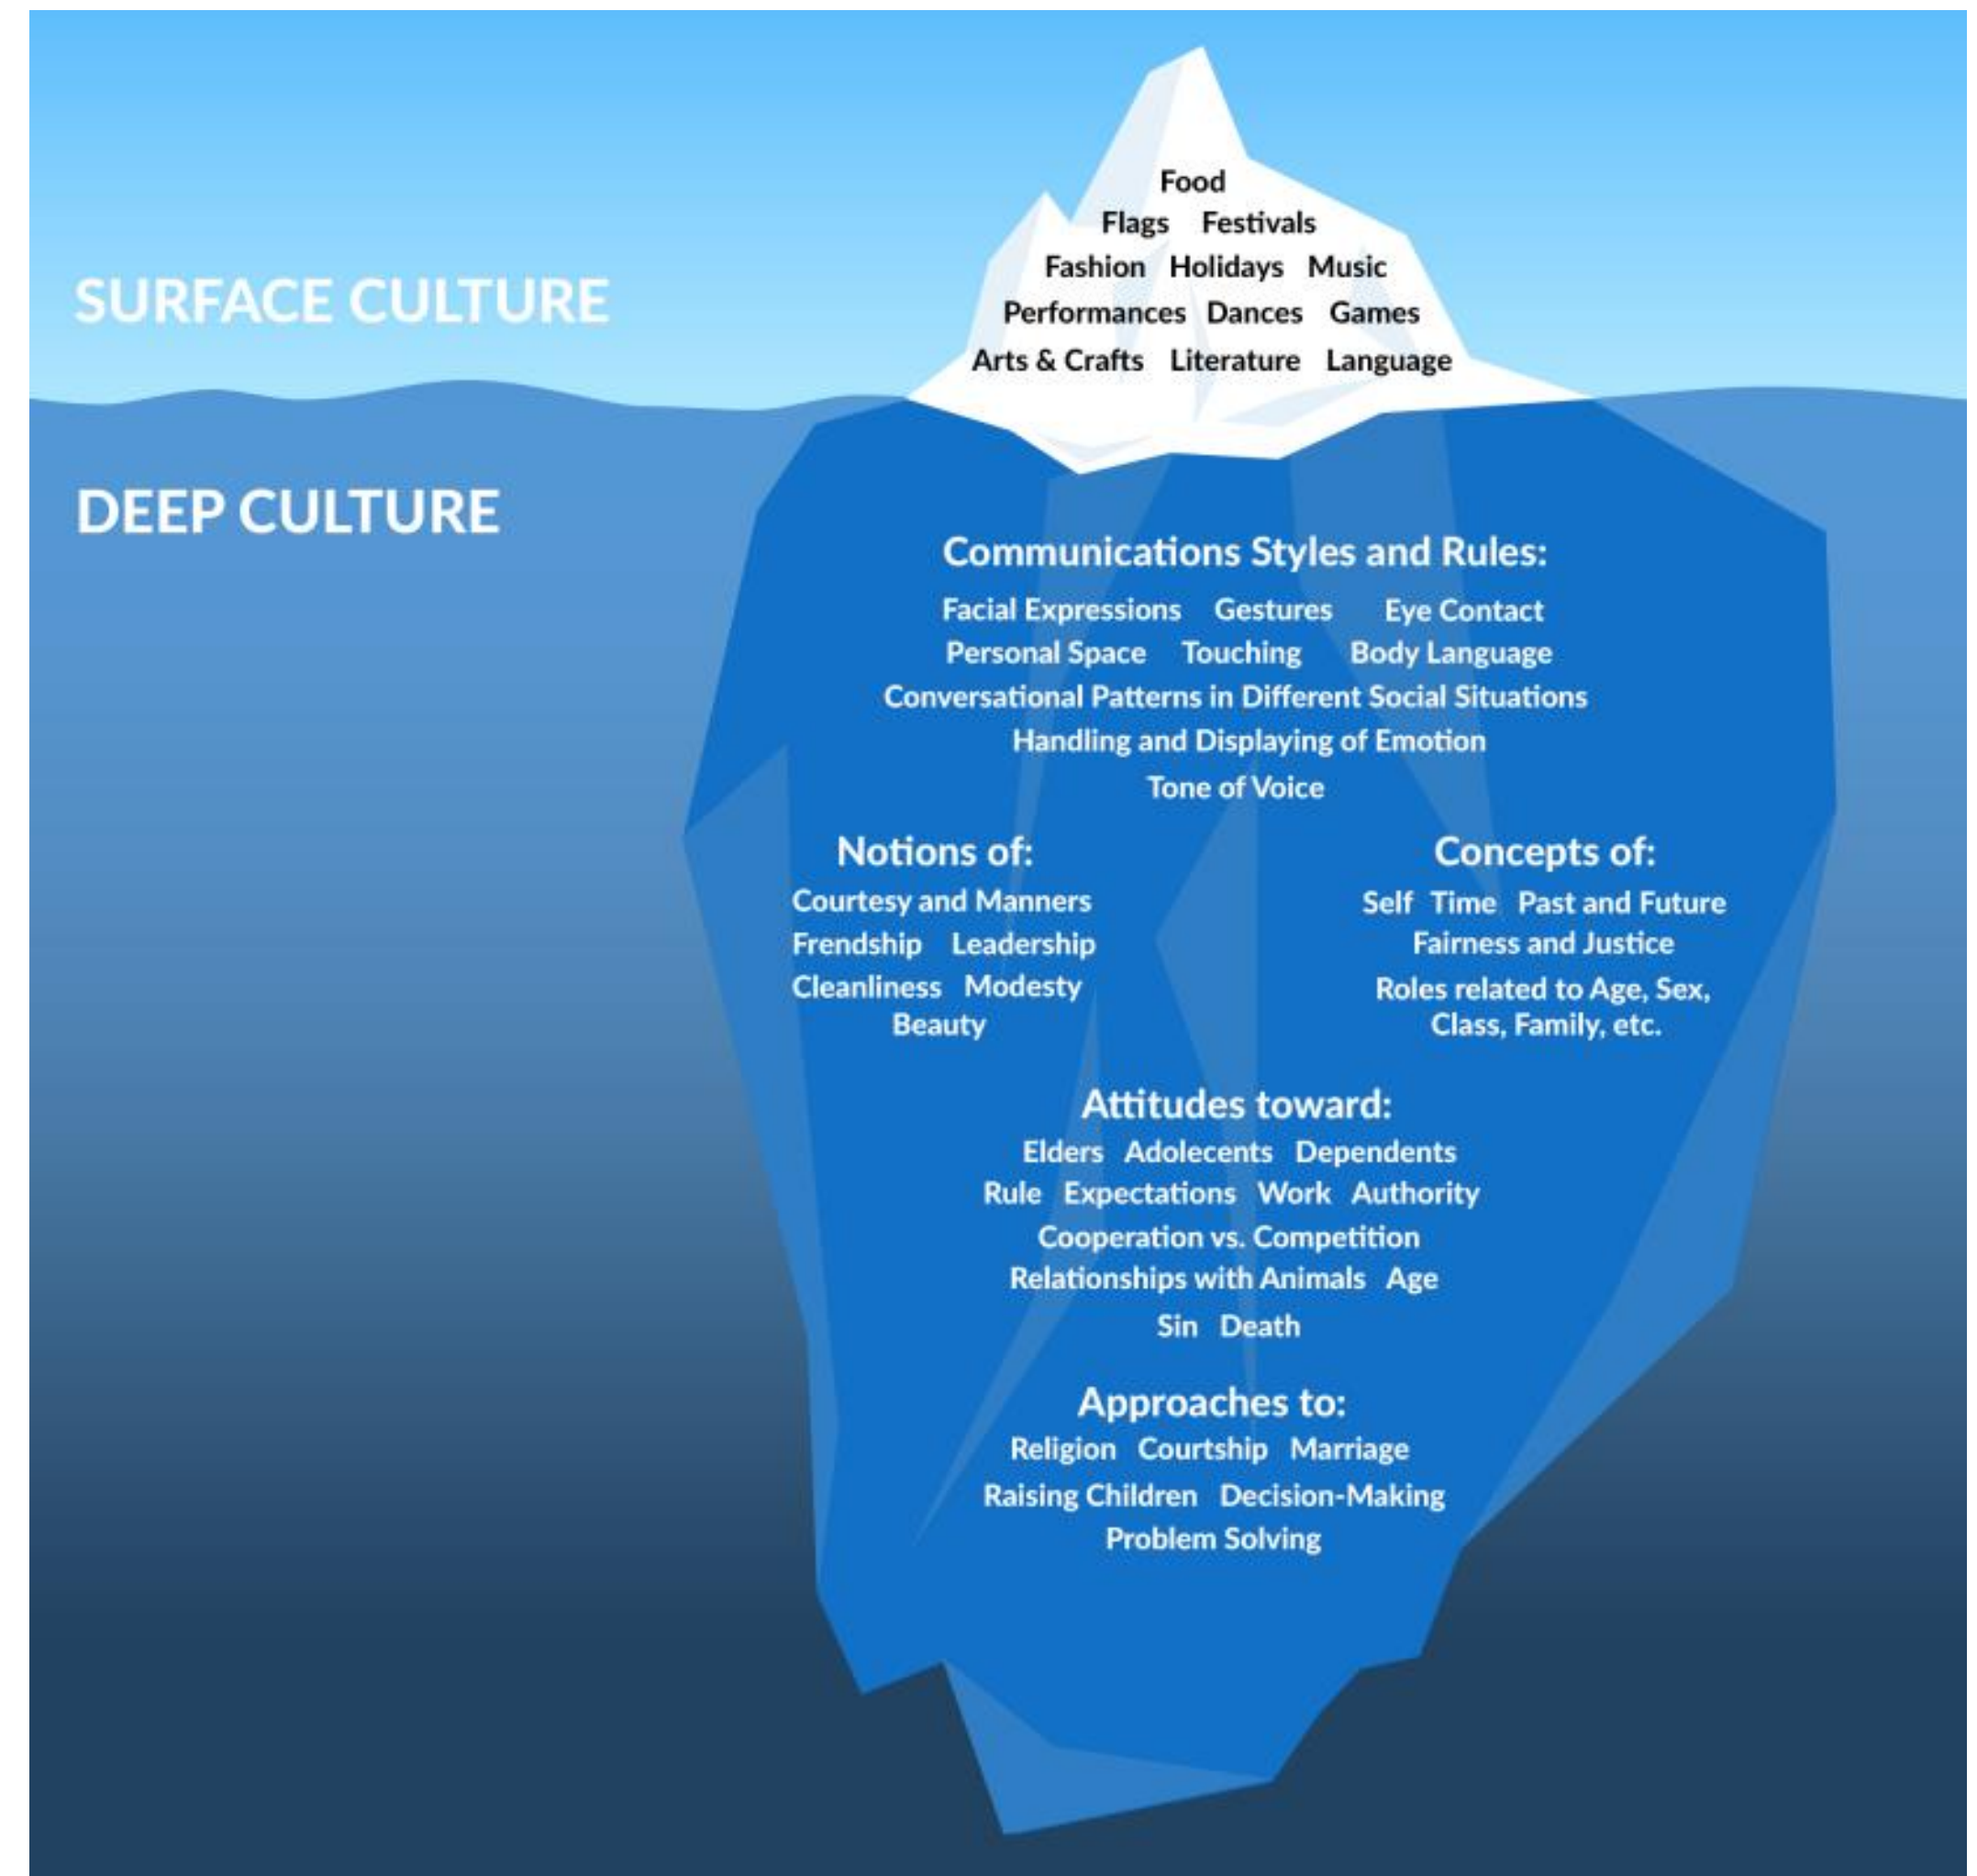 Food
Flags Festivals
Fashion Holidays Music
Performances Dances Games
Arts & Crafts Literature Language
SURFACE CULTURE
DEEP CULTURE
Communications Styles and Rules:
Facial Expressions Gestures Eye Contact
Personal Space Touching Body Language
Conversational Patterns in Different Social Situations
Handling and Displaying of Emotion
Tone of Voice
Notions of:
Courtesy and Manners
Frendship Leadership
Cleanliness Modesty
Beauty
Concepts of:
Self Time Past and Future
Fairness and Justice
Roles related to Age, Sex,
Class, Family, etc.
Attitudes toward:
Elders Adolecents Dependents
Rule Expectations Work Authority
Cooperation vs. Competition
Relationships with Animals Age
Sin Death
Approaches to:
Religion Courtship Marriage
Raising Children Decision-Making
Problem Solving